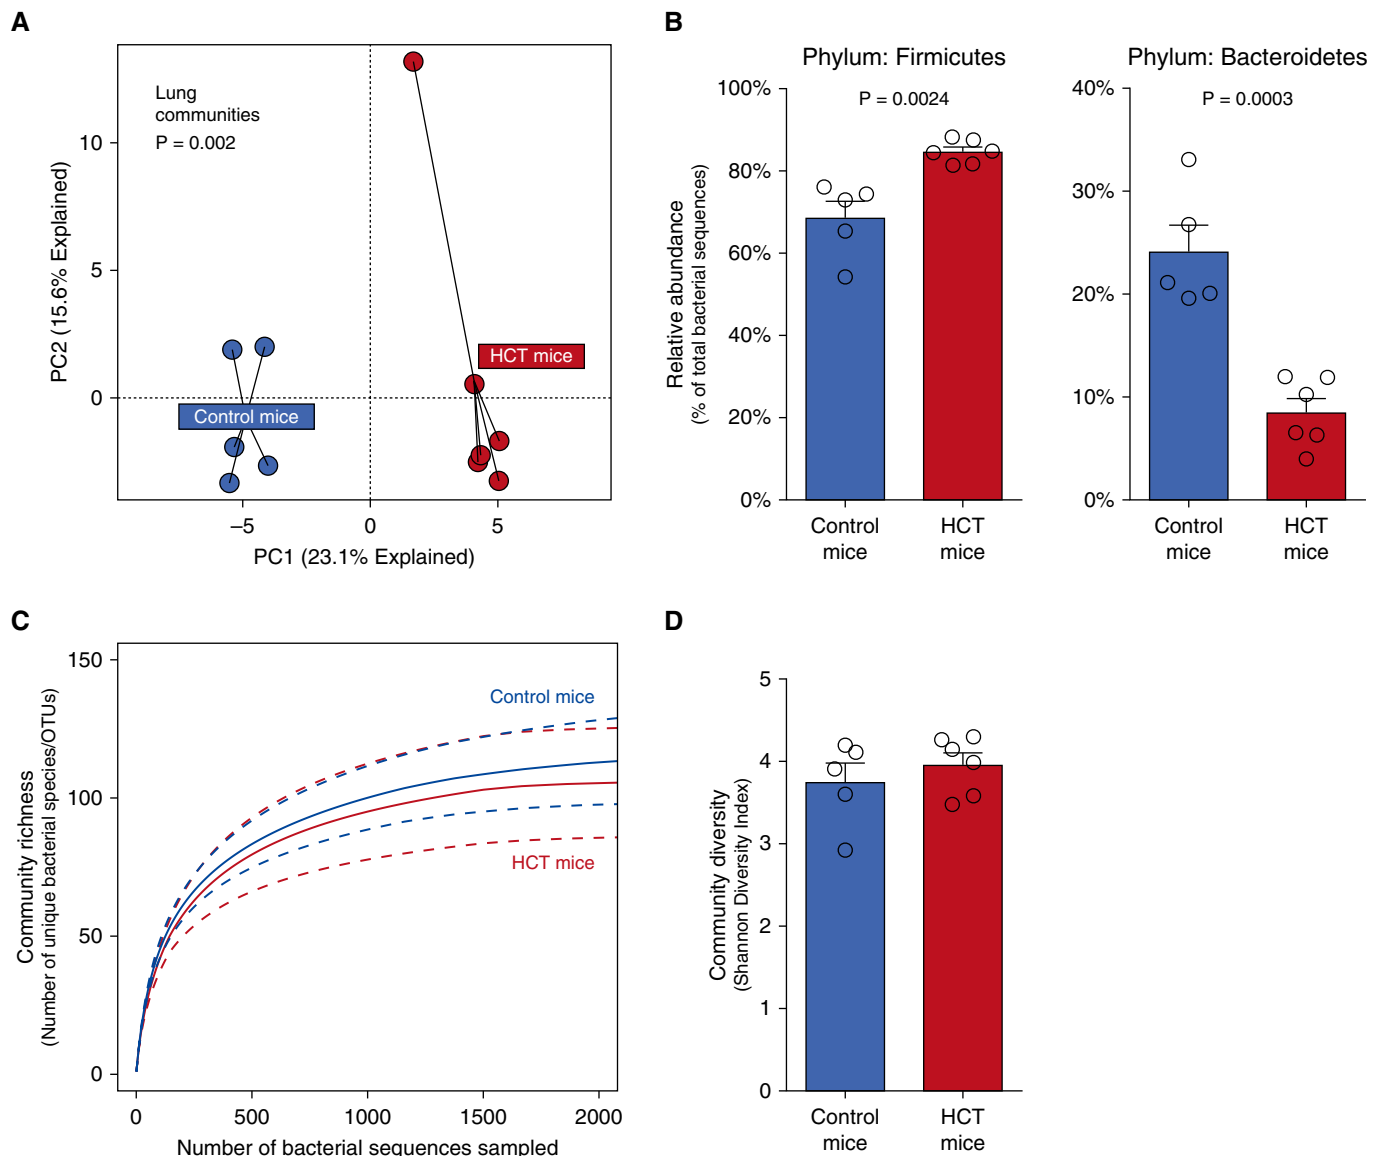 A
Lung
communities
P = 0.002
HCT mice
Control mice
10
5
0
PC2 (15.6% Explained)
–5
0
5
PC1 (23.1% Explained)
B
Phylum: Firmicutes
P = 0.0024
100%
80%
60%
40%
20%
0%
Relative abundance
(% of total bacterial sequences)
Control
mice
HCT
mice
Phylum: Bacteroidetes
P = 0.0003
40%
30%
20%
10%
0%
Control
mice
HCT
mice
C
150
100
50
0
Community richness
(Number of unique bacterial species/OTUs)
Control mice
HCT mice
0
500
1000
1500
2000
Number of bacterial sequences sampled
D
5
4
3
2
1
0
Community diversity
(Shannon Diversity Index)
Control
mice
HCT
mice